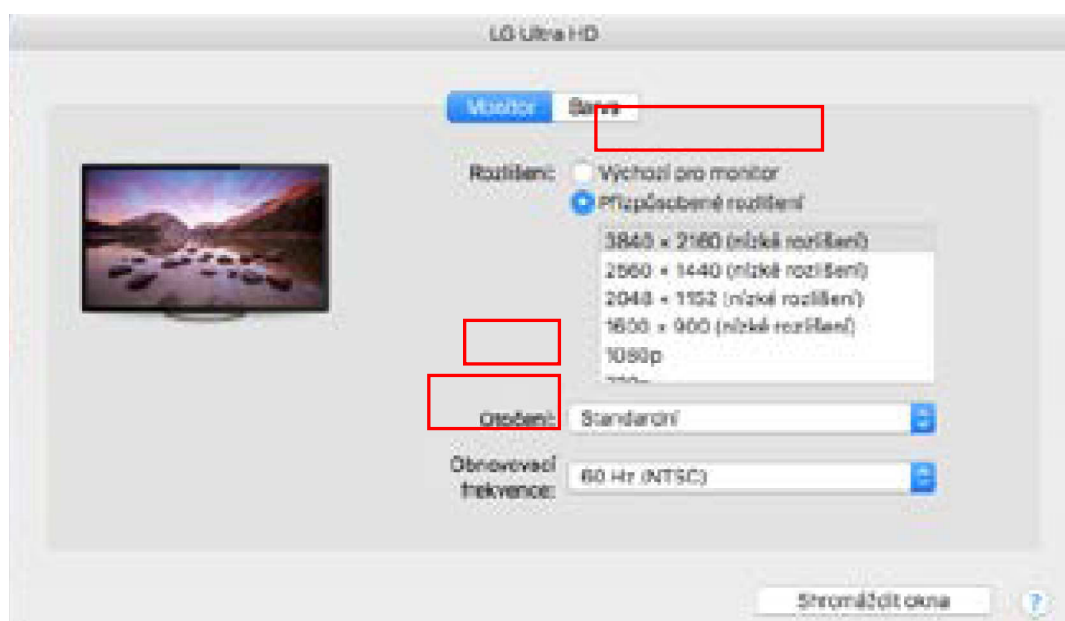 LG Ultra HD
Monitor Barva
Rozlišení: Výchozí pro monitor
Přizpůsobené rozlišení
3840 × 2160 (nízké rozlišení)
2560 × 1440 (nízké rozlišení)
2048 × 1152 (nízké rozlišení)
1600 × 900 (nízké rozlišení)
1080p
Otočení: Standardní
Obnovovací
frekvence: 60 Hz (NTSC)
Shromáždit okna ?